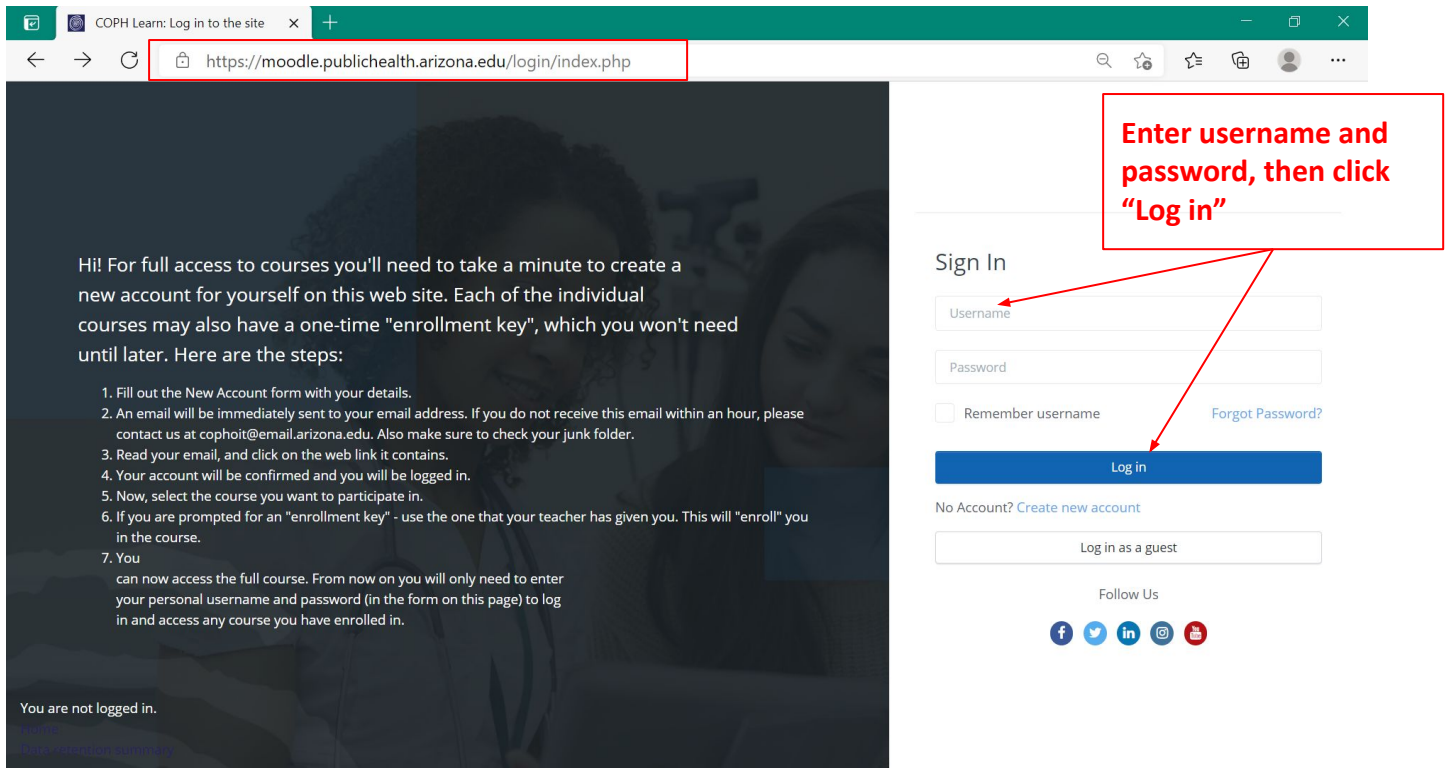 COPH Learn: Log in to the site
https://moodle.publichealth.arizona.edu/login/index.php
Enter username and
password, then click
“Log in”
Hi! For full access to courses you'll need to take a minute to create a
new account for yourself on this web site. Each of the individual
courses may also have a one-time "enrollment key", which you won't need
until later. Here are the steps:
1. Fill out the New Account form with your details.
2. An email will be immediately sent to your email address. If you do not receive this email within an hour, please
contact us at cophoit@email.arizona.edu. Also make sure to check your junk folder.
3. Read your email, and click on the web link it contains.
4. Your account will be confirmed and you will be logged in.
5. Now, select the course you want to participate in.
6. If you are prompted for an "enrollment key" - use the one that your teacher has given you. This will "enroll" you
in the course.
7. You
can now access the full course. From now on you will only need to enter
your personal username and password (in the form on this page) to log
in and access any course you have enrolled in.
You are not logged in.
Home
Data retention summary
Sign In
Username
Password
Remember username
Forgot Password?
Log in
No Account? Create new account
Log in as a guest
Follow Us